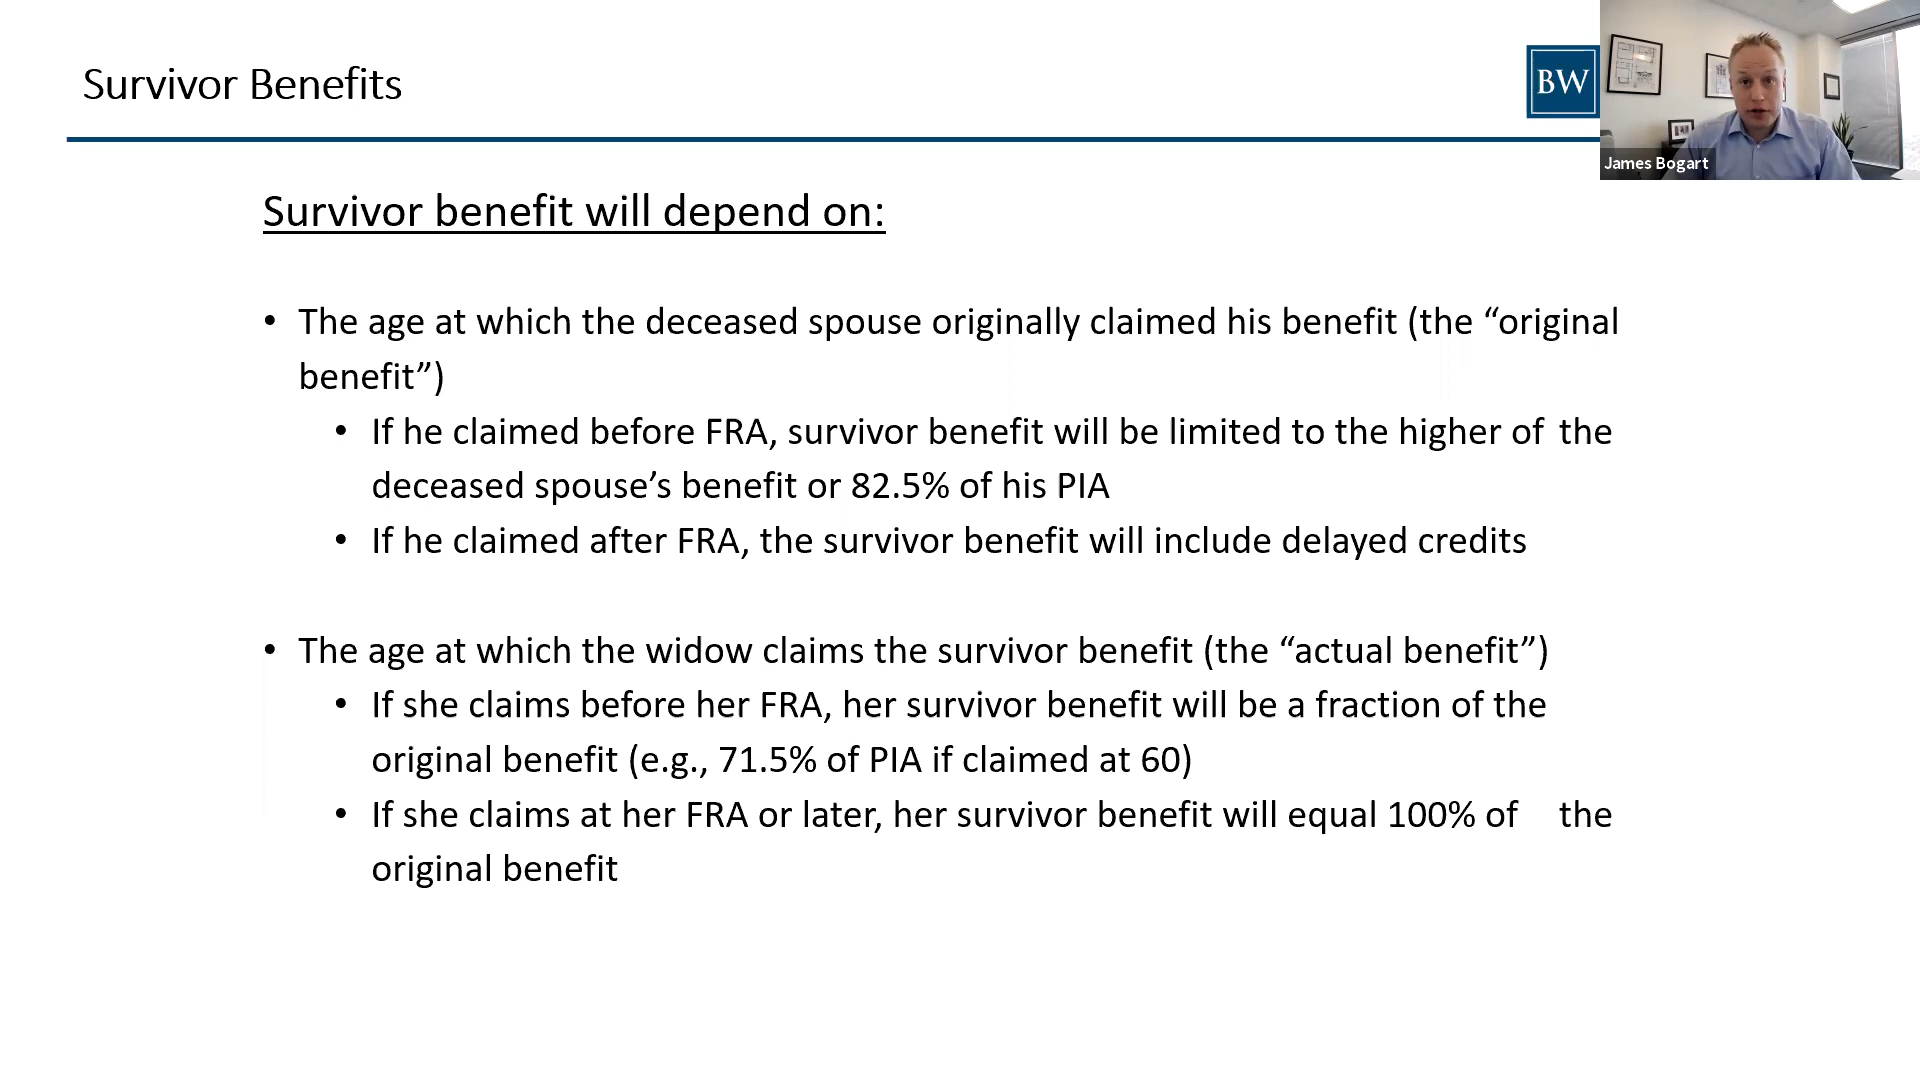 Survivor Benefits
BW
James Bogart
Survivor benefit will depend on:
• The age at which the deceased spouse originally claimed his benefit (the “original
benefit”)
• If he claimed before FRA, survivor benefit will be limited to the higher of the
deceased spouse’s benefit or 82.5% of his PIA
• If he claimed after FRA, the survivor benefit will include delayed credits
• The age at which the widow claims the survivor benefit (the “actual benefit”)
• If she claims before her FRA, her survivor benefit will be a fraction of the
original benefit (e.g., 71.5% of PIA if claimed at 60)
• If she claims at her FRA or later, her survivor benefit will equal 100% of the
original benefit